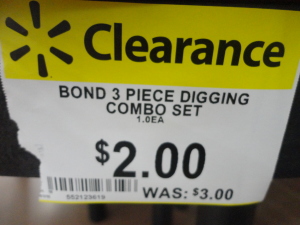 Clearance
BOND 3 PIECE DIGGING
COMBO SET
1.0EA
$2.00
552123619
WAS: $3.00